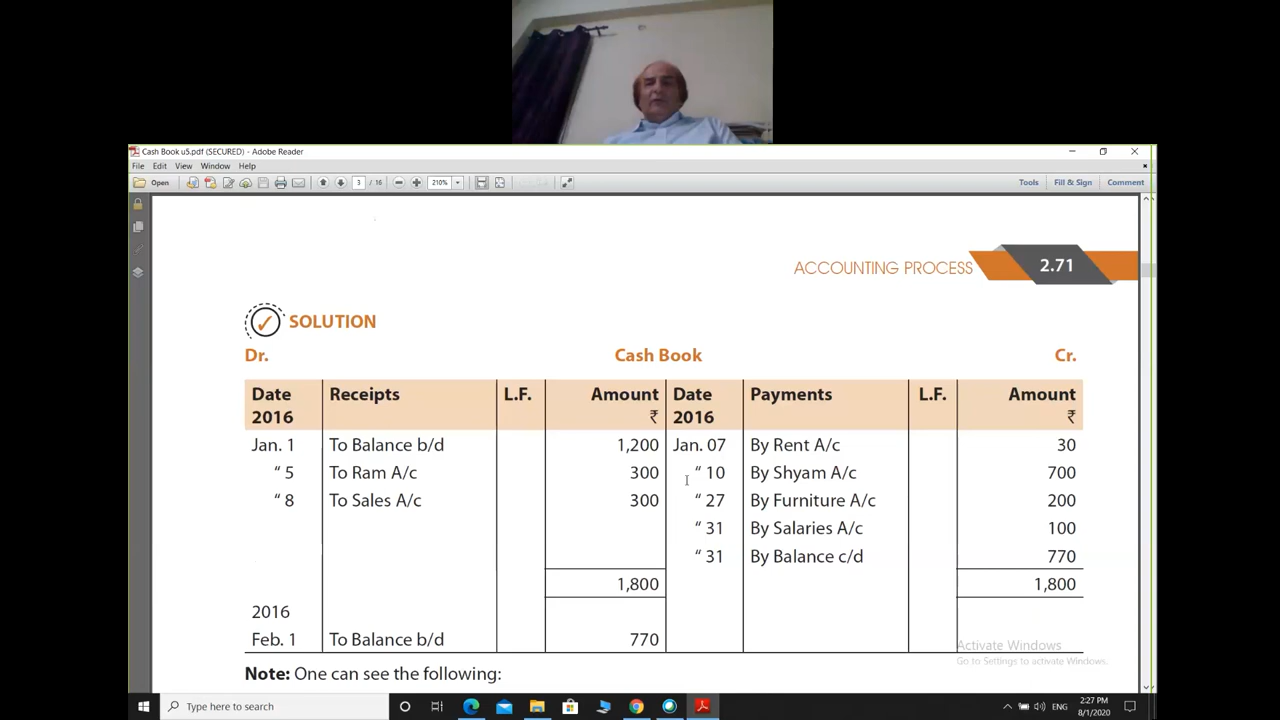 Cash Book u5.pdf (SECURED) - Adobe Reader
File Edit View Window Help
Open 3 / 16 210% Tools Fill & Sign Comment
ACCOUNTING PROCESS 2.71
SOLUTION
Dr. Cash Book Cr.
Date Receipts L.F. Amount Date Payments L.F. Amount
2016 ₹ 2016 ₹
Jan. 1 To Balance b/d 1,200 Jan. 07 By Rent A/c 30
“ 5 To Ram A/c 300 “ 10 By Shyam A/c 700
“ 8 To Sales A/c 300 “ 27 By Furniture A/c 200
“ 31 By Salaries A/c 100
“ 31 By Balance c/d 770
1,800 1,800
2016
Feb. 1 To Balance b/d 770
Activate Windows
Go to Settings to activate Windows.
Note: One can see the following:
Type here to search
ENG
2:27 PM
8/1/2020